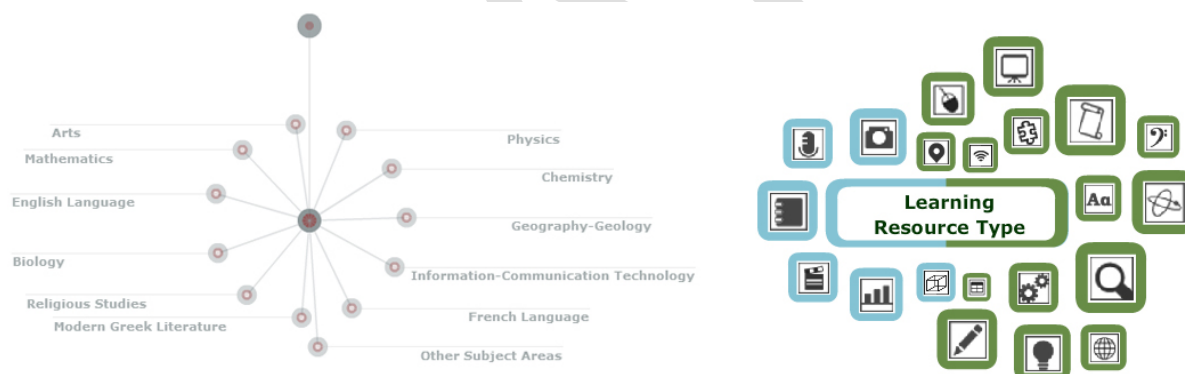 Arts
Mathematics
English Language
Biology
Religious Studies
Modern Greek Literature
Physics
Chemistry
Geography-Geology
Information-Communication Technology
French Language
Other Subject Areas
Learning
Resource Type
Aa